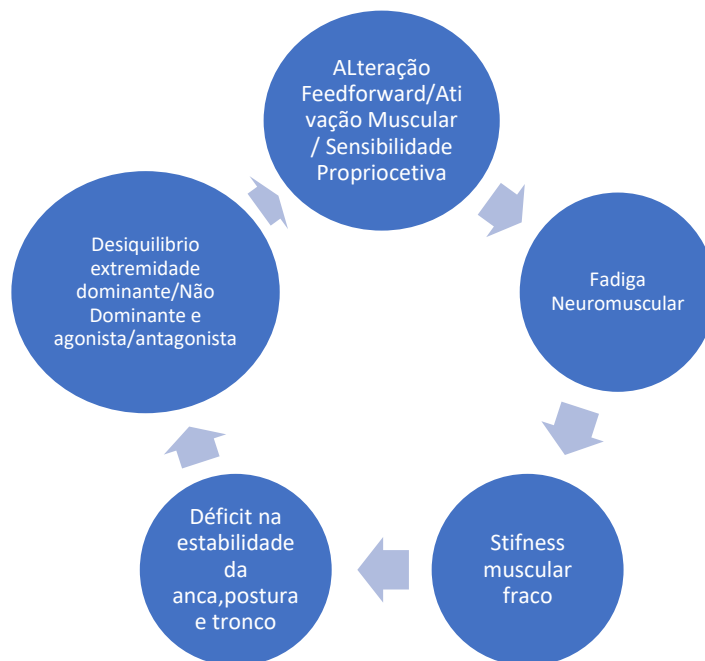 ALteração
Feedforward/Ati
vação Muscular
/ Sensibilidade
Propriocetiva
Fadiga
Neuromuscular
Stifness
muscular
fraco
Déficit na
estabilidade
da
anca,postura
e tronco
Desiquilibrio
extremidade
dominante/Não
Dominante e
agonista/antagonista